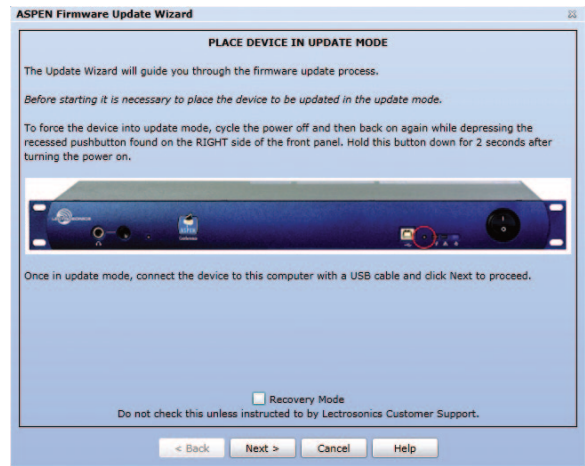 ASPEN Firmware Update Wizard
PLACE DEVICE IN UPDATE MODE
The Update Wizard will guide you through the firmware update process.
Before starting it is necessary to place the device to be updated in the update mode.
To force the device into update mode, cycle the power off and then back on again while depressing the
recessed pushbutton found on the RIGHT side of the front panel. Hold this button down for 2 seconds after
turning the power on.
Once in update mode, connect the device to this computer with a USB cable and click Next to proceed.
Recovery Mode
Do not check this unless instructed to by Lectrosonics Customer Support.
< Back
Next >
Cancel
Help